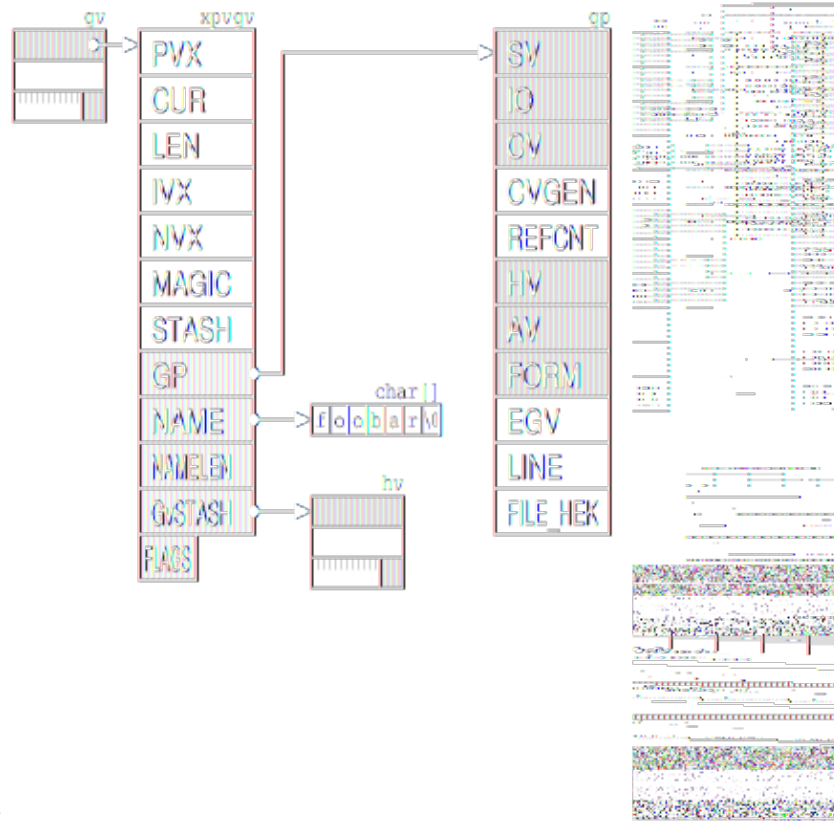 gv
xpvgv
gp
PVX
CUR
LEN
IVX
NVX
MAGIC
STASH
GP
NAME
NAMELEN
GvSTASH
FLAGS
char[]
foobar\0
hv
SV
IO
CV
CVGEN
REFCNT
HV
AV
FORM
EGV
LINE
FILE_HEK